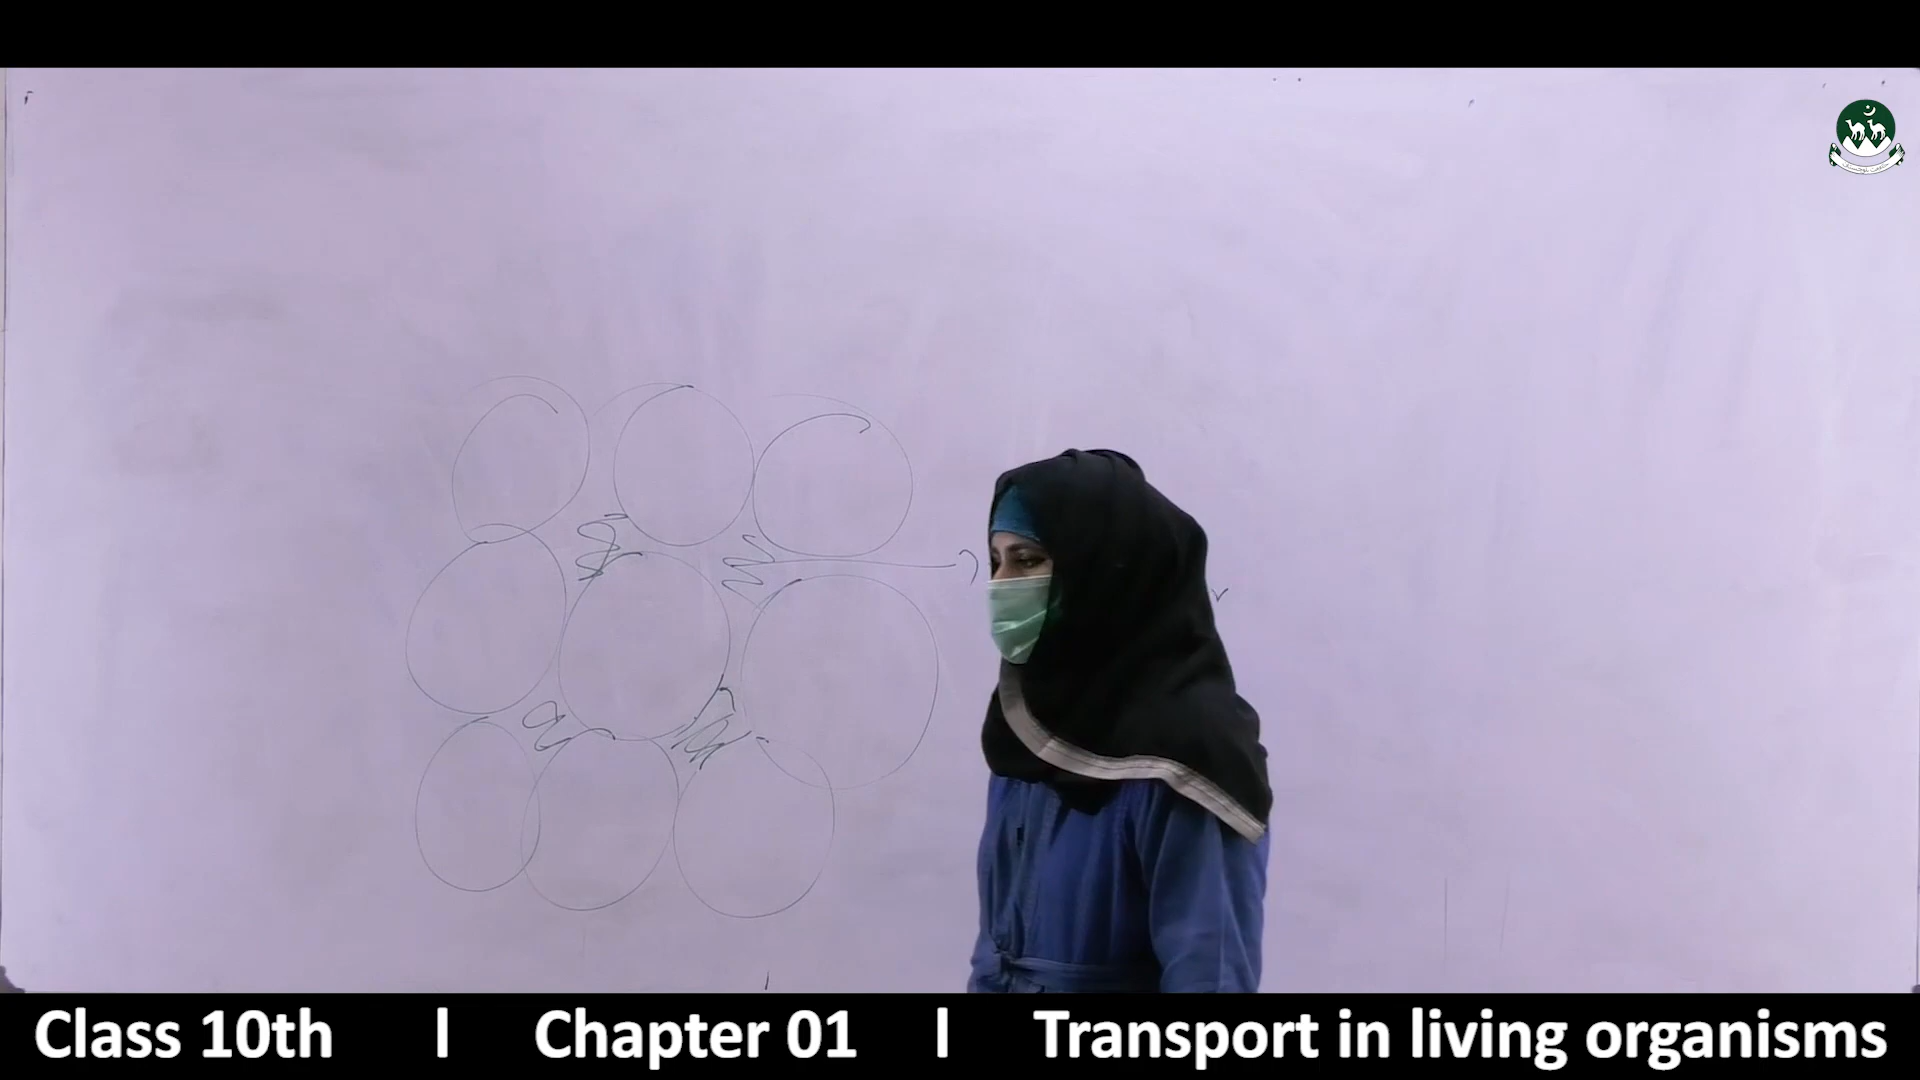 Class 10th l Chapter 01 l Transport in living organisms